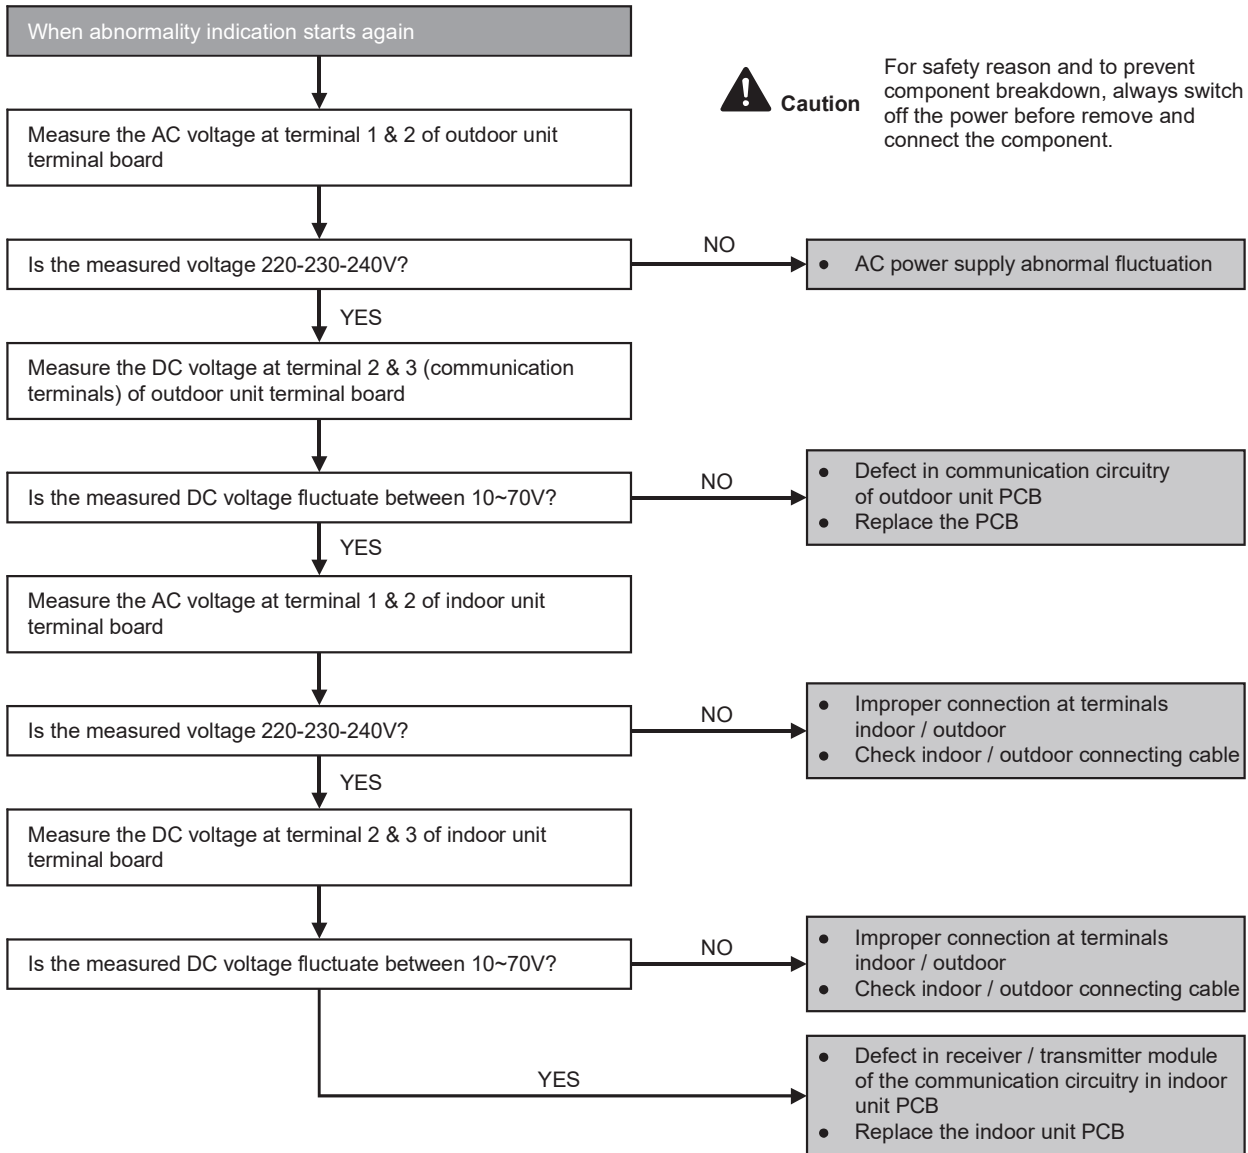 When abnormality indication starts again
Caution
For safety reason and to prevent
component breakdown, always switch
off the power before remove and
connect the component.
Measure the AC voltage at terminal 1 & 2 of outdoor unit
terminal board
Is the measured voltage 220-230-240V?
NO
● AC power supply abnormal fluctuation
YES
Measure the DC voltage at terminal 2 & 3 (communication
terminals) of outdoor unit terminal board
Is the measured DC voltage fluctuate between 10~70V?
NO
● Defect in communication circuitry
of outdoor unit PCB
● Replace the PCB
YES
Measure the AC voltage at terminal 1 & 2 of indoor unit
terminal board
Is the measured voltage 220-230-240V?
NO
● Improper connection at terminals
indoor / outdoor
● Check indoor / outdoor connecting cable
YES
Measure the DC voltage at terminal 2 & 3 of indoor unit
terminal board
Is the measured DC voltage fluctuate between 10~70V?
NO
● Improper connection at terminals
indoor / outdoor
● Check indoor / outdoor connecting cable
YES
● Defect in receiver / transmitter module
of the communication circuitry in indoor
unit PCB
● Replace the indoor unit PCB